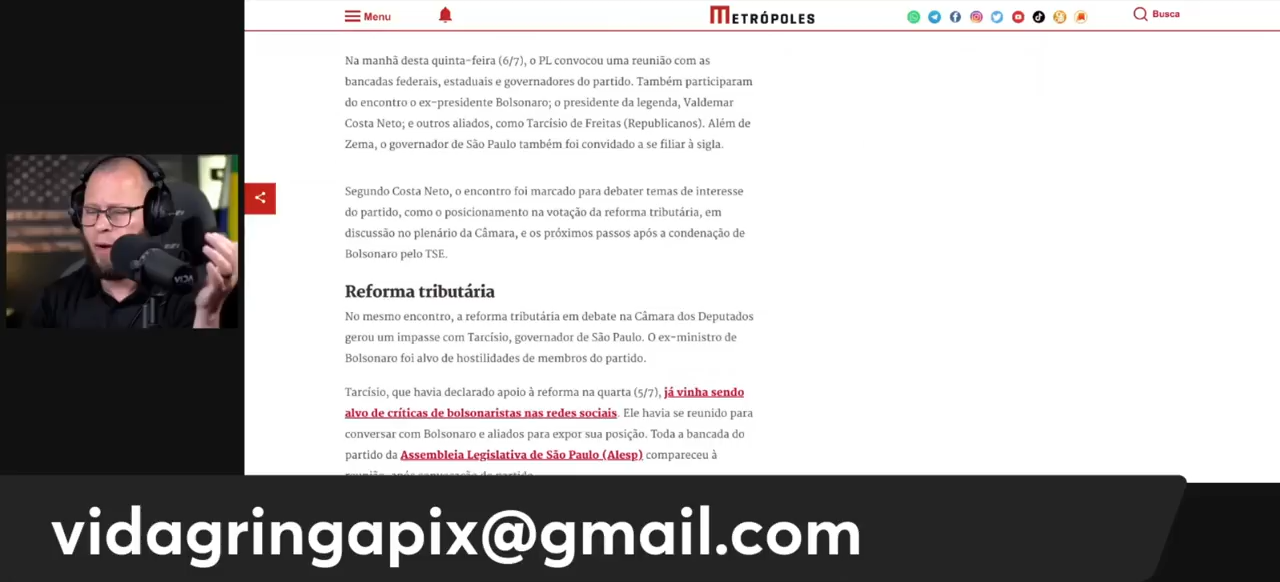 Menu
METRÓPOLES
Busca
Na manhã desta quinta-feira (6/7), o PL convocou uma reunião com as
bancadas federais, estaduais e governadores do partido. Também participaram
do encontro o ex-presidente Bolsonaro; o presidente da legenda, Valdemar
Costa Neto; e outros aliados, como Tarcísio de Freitas (Republicanos). Além de
Zema, o governador de São Paulo também foi convidado a se filiar à sigla.
Segundo Costa Neto, o encontro foi marcado para debater temas de interesse
do partido, como o posicionamento na votação da reforma tributária, em
discussão no plenário da Câmara, e os próximos passos após a condenação de
Bolsonaro pelo TSE.
Reforma tributária
No mesmo encontro, a reforma tributária em debate na Câmara dos Deputados
gerou um impasse com Tarcísio, governador de São Paulo. O ex-ministro de
Bolsonaro foi alvo de hostilidades de membros do partido.
Tarcísio, que havia declarado apoio à reforma na quarta (5/7), já vinha sendo
alvo de críticas de bolsonaristas nas redes sociais. Ele havia se reunido para
conversar com Bolsonaro e aliados para expor sua posição. Toda a bancada do
partido da Assembleia Legislativa de São Paulo (Alesp) compareceu à
VIDA
vidagringapix@gmail.com